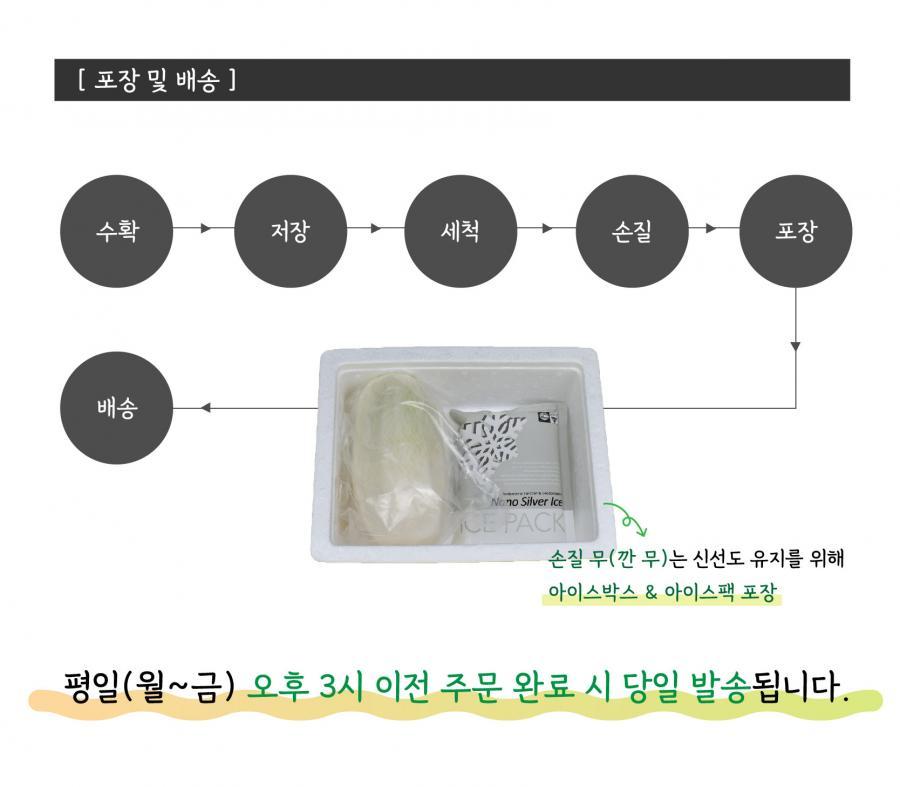 [ 포장 및 배송 ]
수확
저장
세척
손질
포장
배송
Nano Silver Ice
ICE PACK
손질 무(깐 무)는 신선도 유지를 위해
아이스박스 & 아이스팩 포장
평일(월~금) 오후 3시 이전 주문 완료 시 당일 발송됩니다.